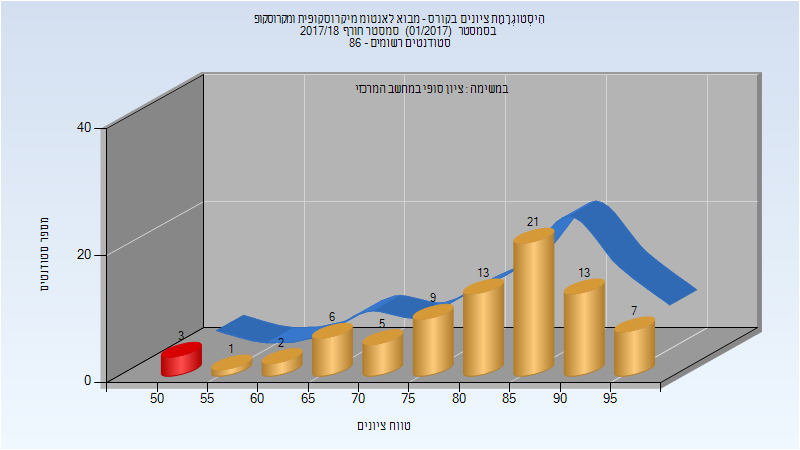 היסטוגרמת ציונים בקורס - מבוא לאנטומ מיקרוסקופית ומקרוסקופ
בסמסטר (01/2017) סמסטר חורף 2017/18
סטודנטים רשומים - 86
במשימה : ציון סופי במחשב המרכזי
מספר סטודנטים
40
20
0
3
1
2
6
5
9
13
21
13
7
50 55 60 65 70 75 80 85 90 95
טווח ציונים